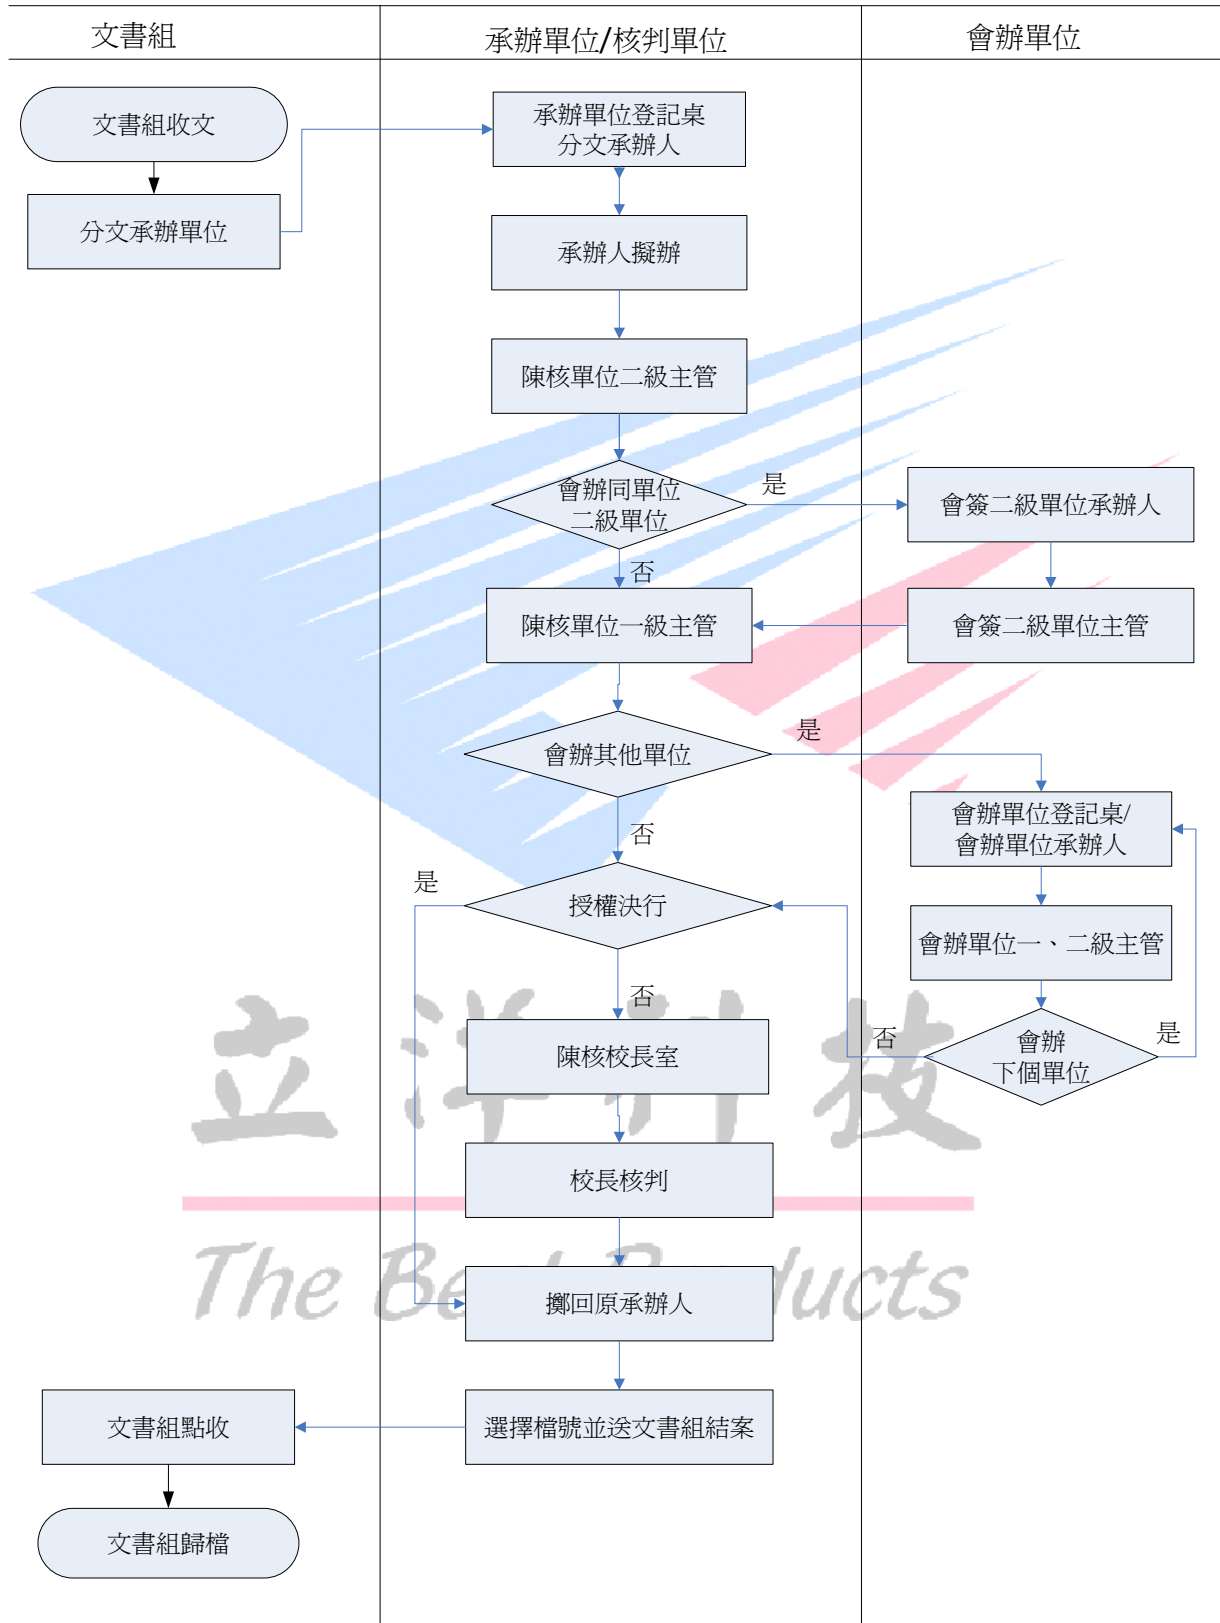 文書組
承辦單位/核判單位
會辦單位
文書組收文
承辦單位登記桌
分文承辦人
分文承辦單位
承辦人擬辦
陳核單位二級主管
會辦同單位
二級單位
是
會簽二級單位承辦人
否
陳核單位一級主管
會簽二級單位主管
會辦其他單位
是
會辦單位登記桌/
會辦單位承辦人
否
是
授權決行
會辦單位一、二級主管
否
陳核校長室
否
會辦
下個單位
是
立洋科技
校長核判
The Best Products
擲回原承辦人
文書組點收
選擇檔號並送文書組結案
文書組歸檔